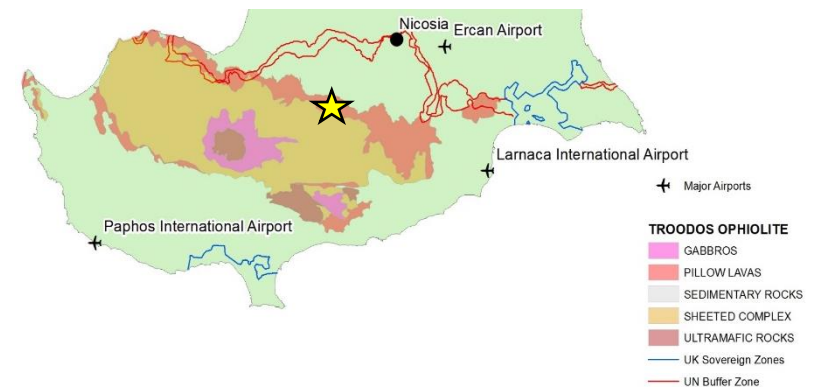 Nicosia
Ercan Airport
Larnaca International Airport
Paphos International Airport
Major Airports
TROODOS OPHIOLITE
GABBROS
PILLOW LAVAS
SEDIMENTARY ROCKS
SHEETED COMPLEX
ULTRAMAFIC ROCKS
UK Sovereign Zones
UN Buffer Zone